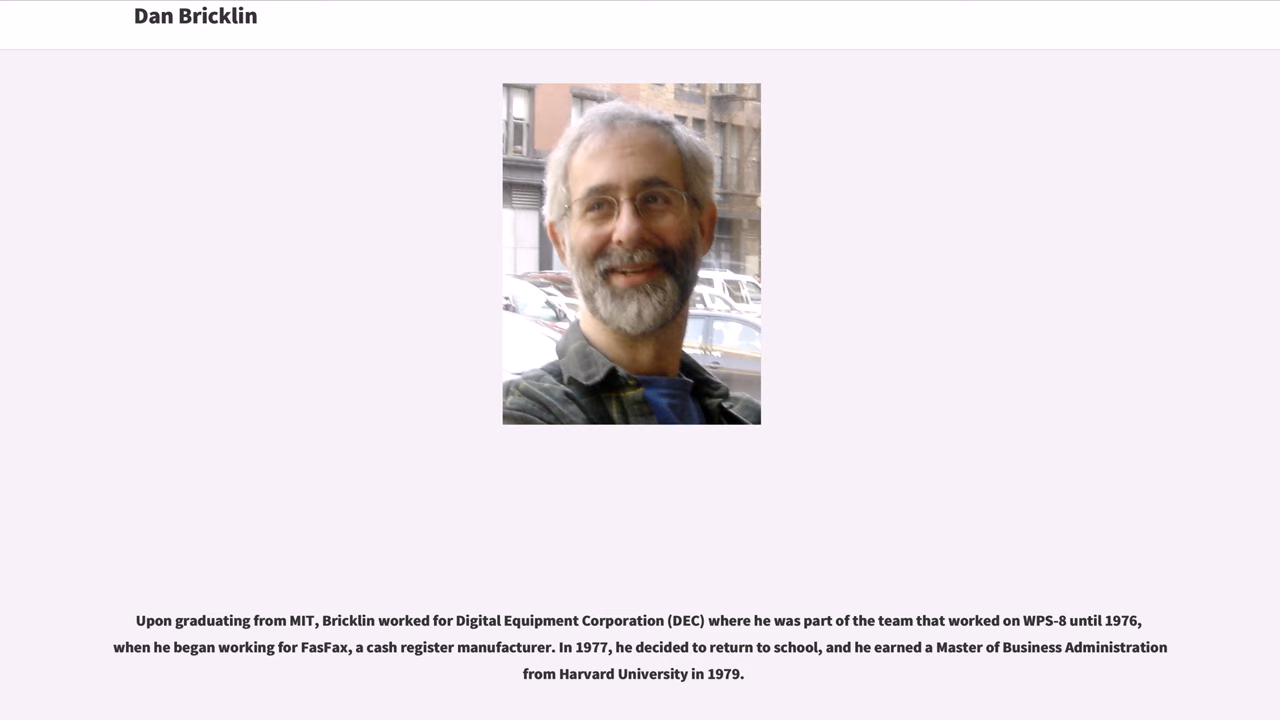 Dan Bricklin
Upon graduating from MIT, Bricklin worked for Digital Equipment Corporation (DEC) where he was part of the team that worked on WPS-8 until 1976,
when he began working for FasFax, a cash register manufacturer. In 1977, he decided to return to school, and he earned a Master of Business Administration
from Harvard University in 1979.